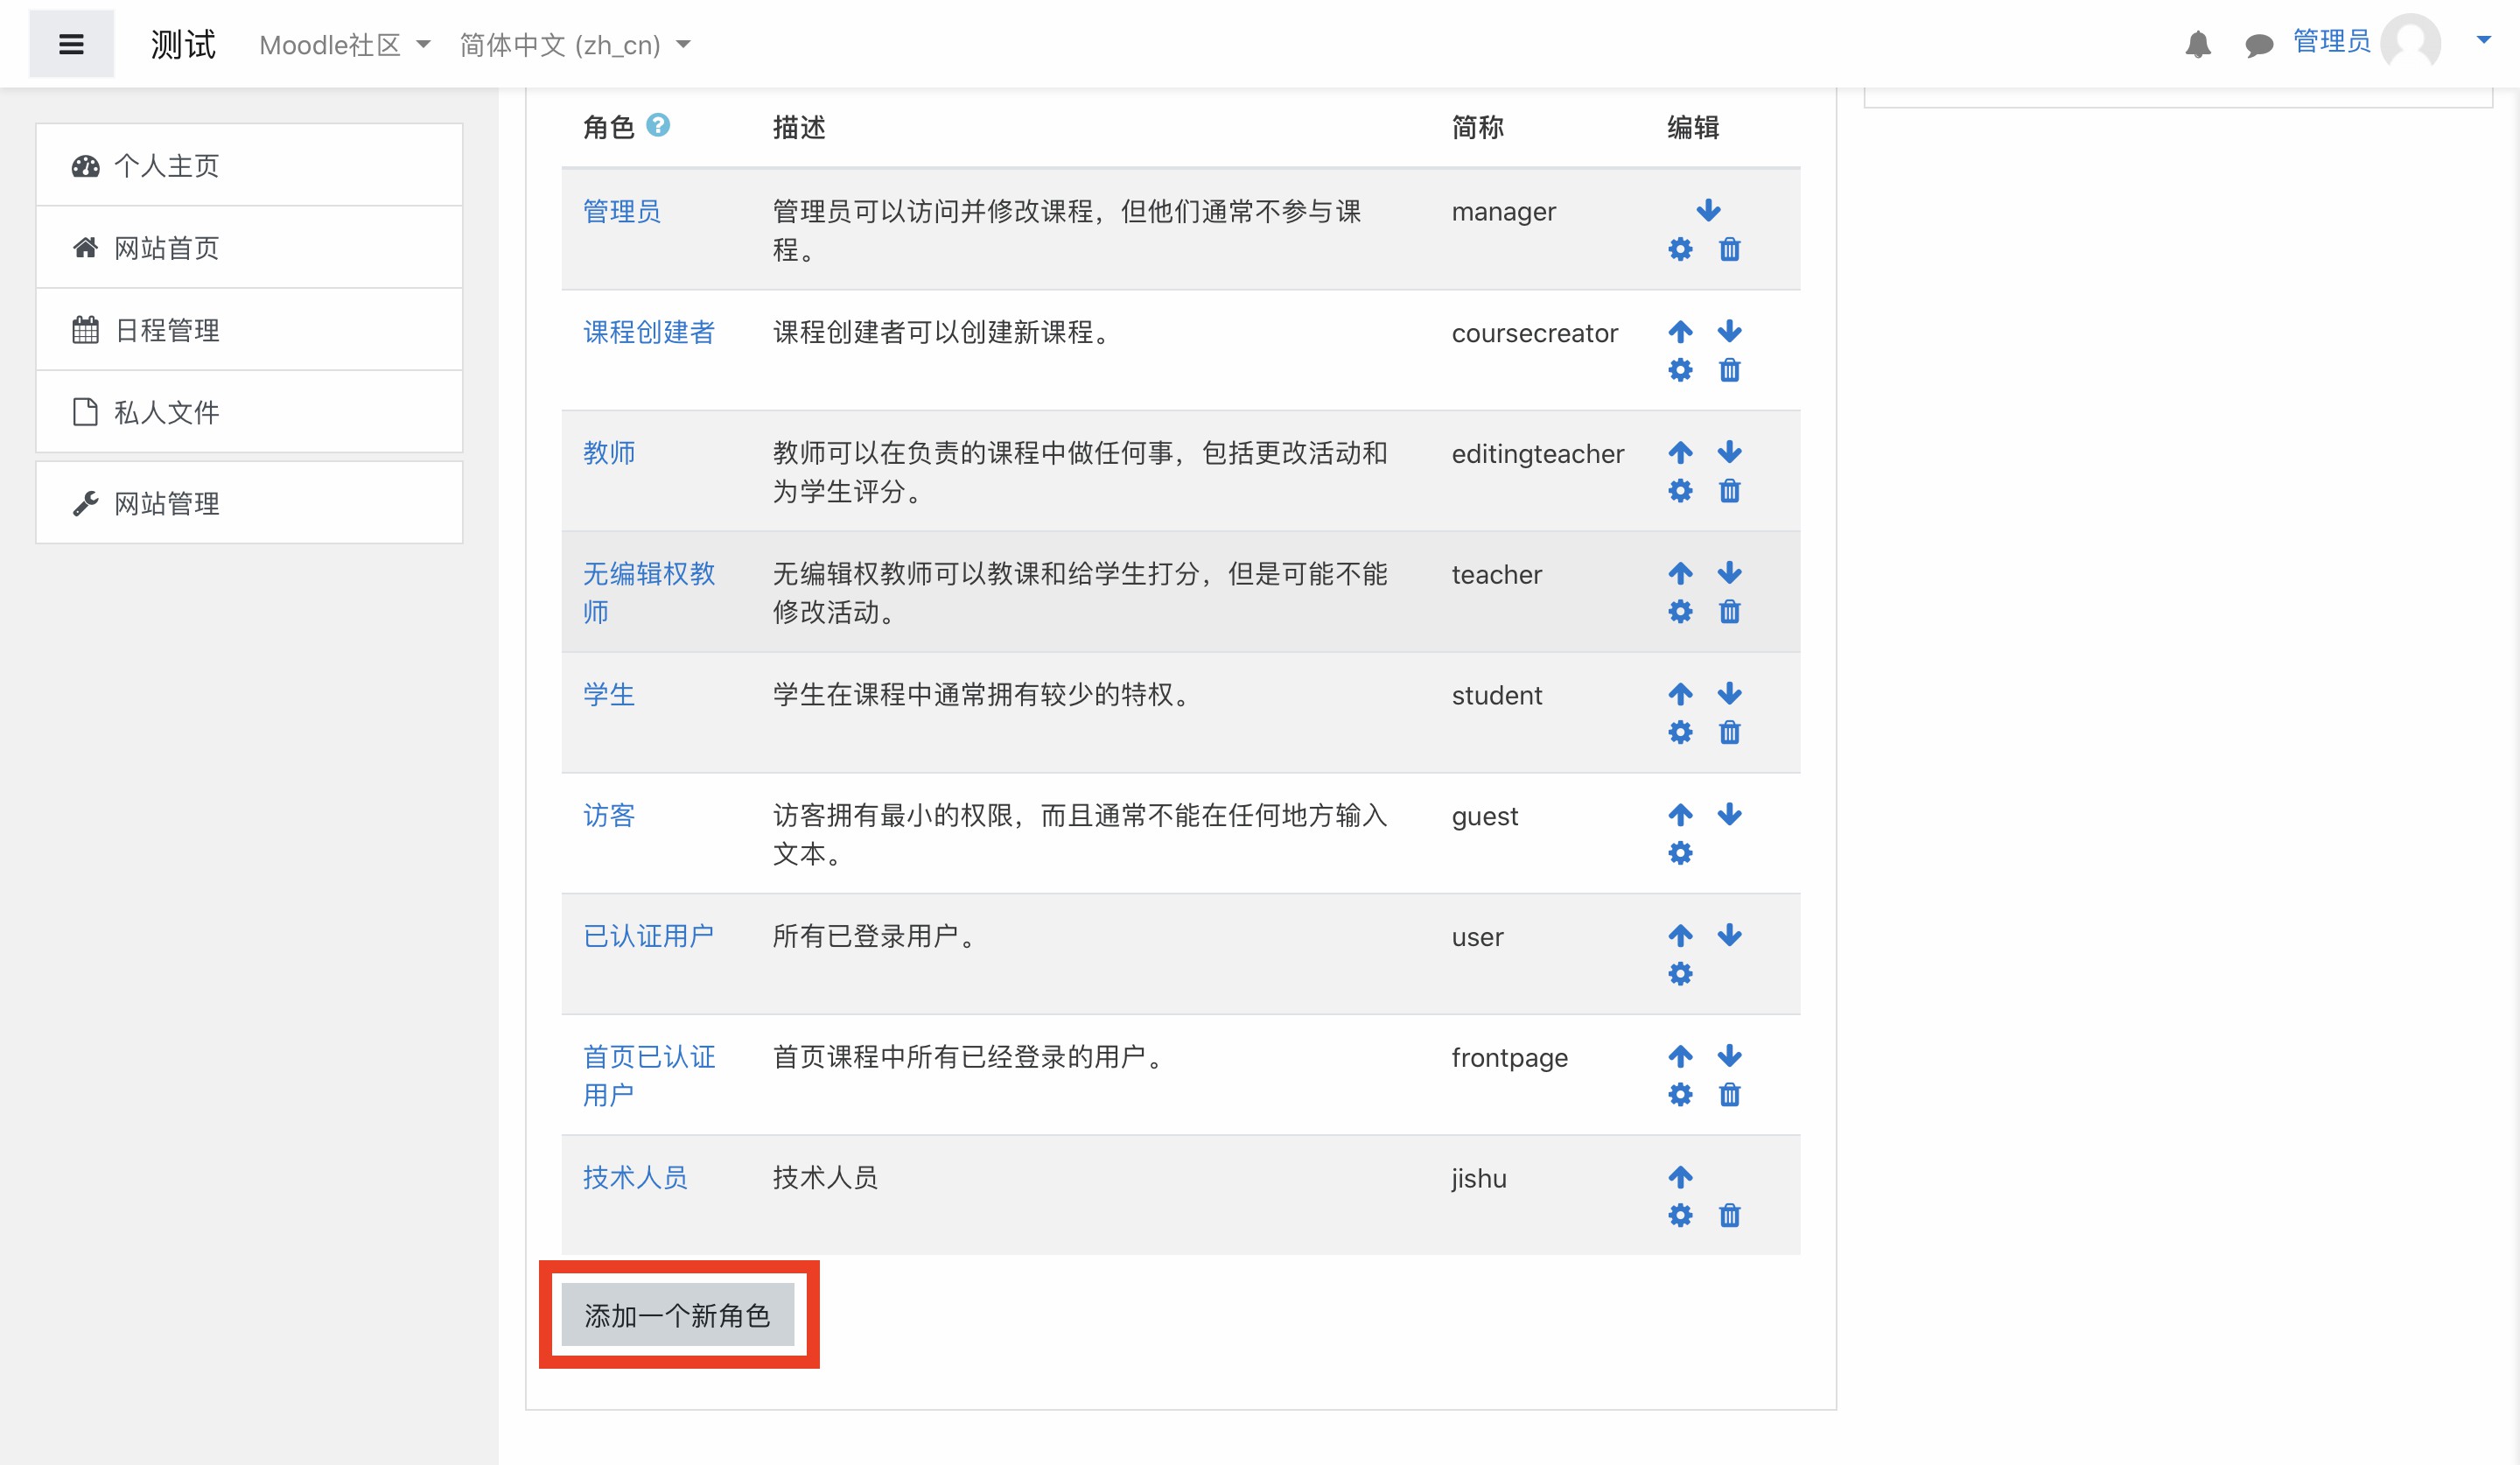 测试 Moodle社区 简体中文 (zh_cn) 管理员
个人主页
网站首页
日程管理
私人文件
网站管理
角色 描述 简称 编辑
管理员 管理员可以访问并修改课程，但他们通常不参与课 manager
程。
课程创建者 课程创建者可以创建新课程。 coursecreator
教师 教师可以在负责的课程中做任何事，包括更改活动和 editingteacher
为学生评分。
无编辑权教 无编辑权教师可以教课和给学生打分，但是可能不能 teacher
师 修改活动。
学生 学生在课程中通常拥有较少的特权。 student
访客 访客拥有最小的权限，而且通常不能在任何地方输入 guest
文本。
已认证用户 所有已登录用户。 user
首页已认证 首页课程中所有已经登录的用户。 frontpage
用户
技术人员 技术人员 jishu
添加一个新角色